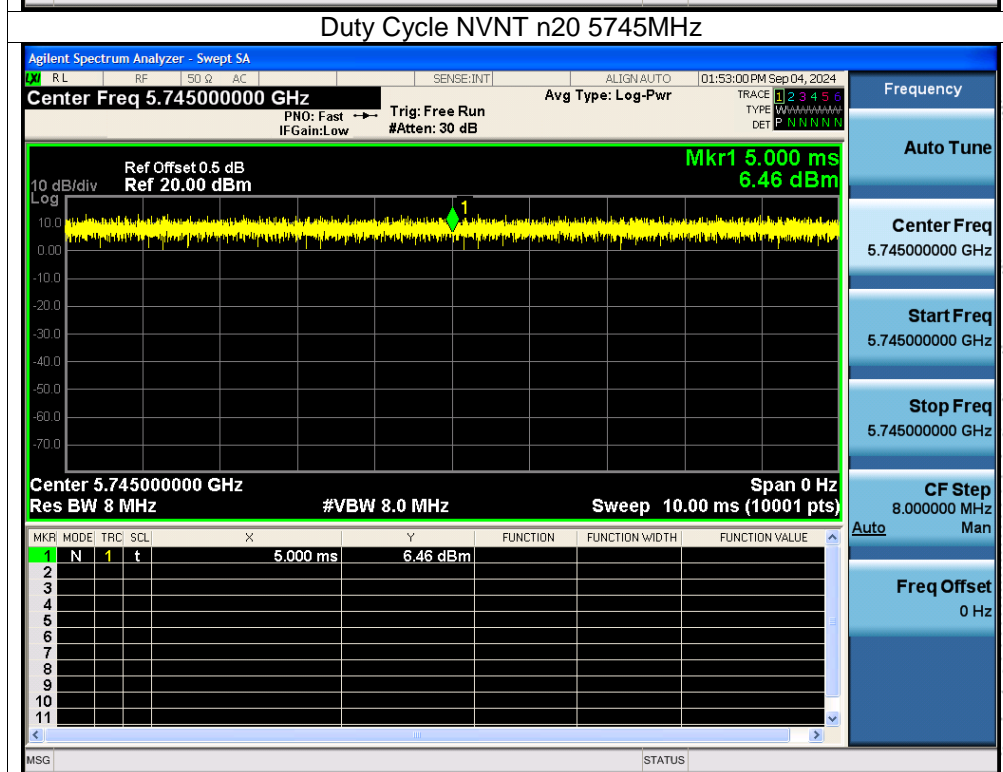 Duty Cycle NVNT n20 5745MHz
Agilent Spectrum Analyzer - Swept SA
LXI RL RF 50 Ω AC SENSE:INT ALIGN AUTO 01:53:00 PM Sep 04, 2024
Center Freq 5.745000000 GHz
PNO: Fast
IFGain:Low
Trig: Free Run
#Atten: 30 dB
Avg Type: Log-Pwr
TRACE 1 2 3 4 5 6
TYPE WWWWWW
DET P N N N N N
Ref Offset 0.5 dB
10 dB/div Ref 20.00 dBm
Log
Mkr1 5.000 ms
6.46 dBm
1
10.0
0.00
-10.0
-20.0
-30.0
-40.0
-50.0
-60.0
-70.0
Center 5.745000000 GHz Span 0 Hz
Res BW 8 MHz #VBW 8.0 MHz Sweep 10.00 ms (10001 pts)
MKR MODE TRC SCL X Y FUNCTION FUNCTION WIDTH FUNCTION VALUE
1 N 1 t 5.000 ms 6.46 dBm
2
3
4
5
6
7
8
9
10
11
MSG STATUS
Frequency
Auto Tune
Center Freq
5.745000000 GHz
Start Freq
5.745000000 GHz
Stop Freq
5.745000000 GHz
CF Step
8.000000 MHz
Auto Man
Freq Offset
0 Hz